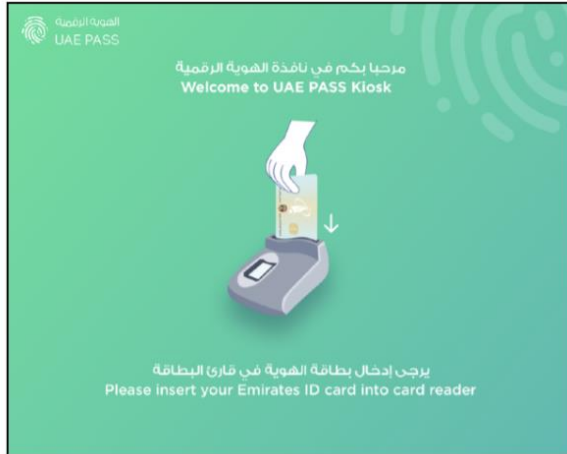 الهوية الرقمية
UAE PASS
مرحبا بكم في نافذة الهوية الرقمية
Welcome to UAE PASS Kiosk
يرجى إدخال بطاقة الهوية في قارئ البطاقة
Please insert your Emirates ID card into card reader